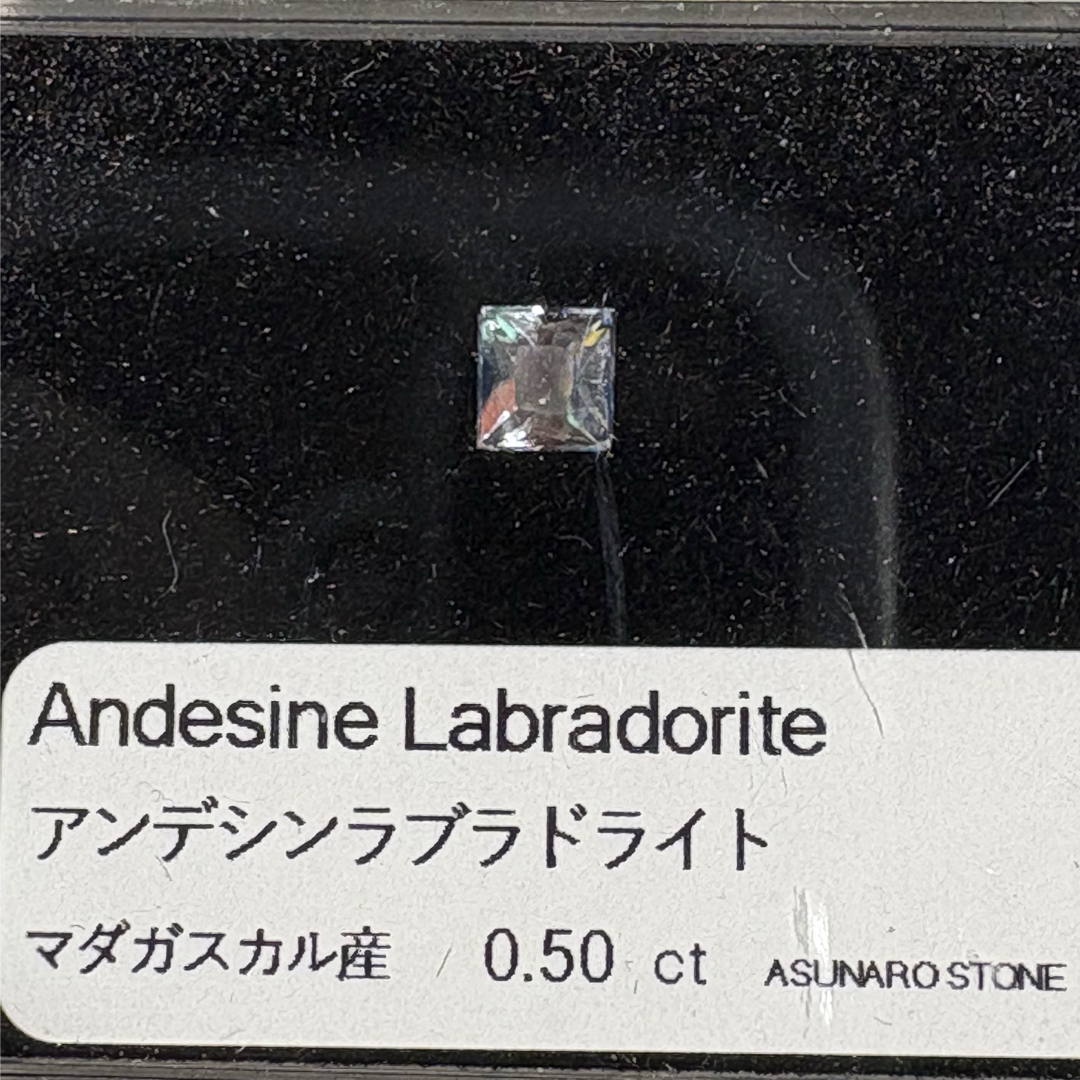 Andesine Labradorite
アンデシンラブラドライト
マダガスカル産 / 0.50 ct ASUNARO STONE